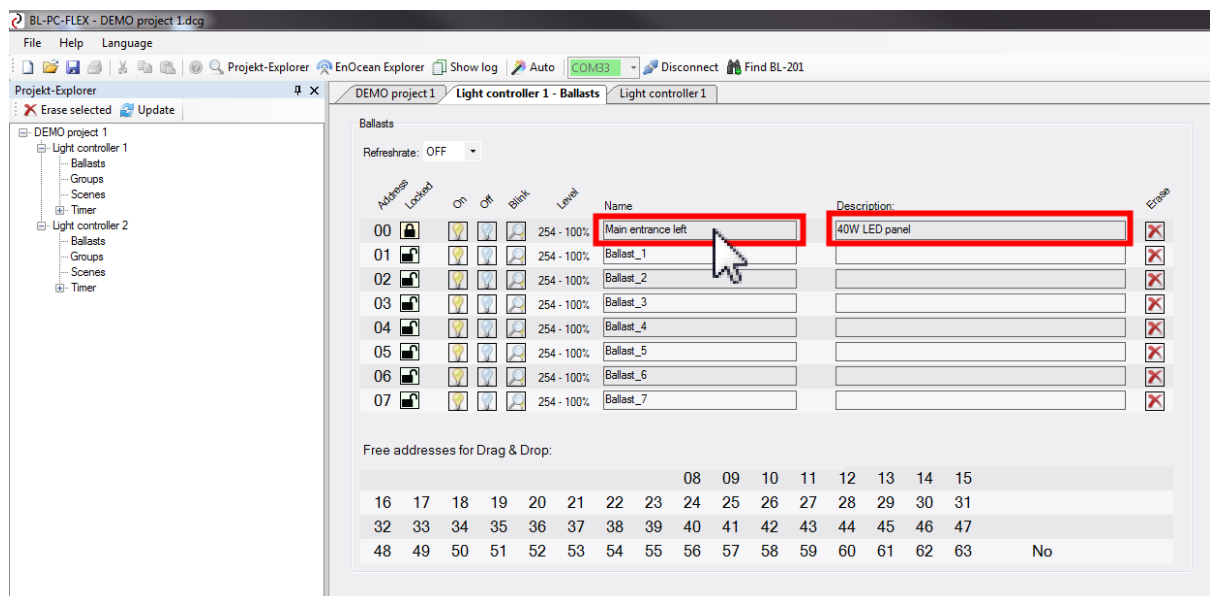 BL-PC-FLEX - DEMO project 1.dcg
File Help Language
Projekt-Explorer EnOcean Explorer Show log Auto COM33 Disconnect Find BL-201
Projekt-Explorer
Erase selected Update
DEMO project 1
Light controller 1
Ballasts
Groups
Scenes
Timer
Light controller 2
Ballasts
Groups
Scenes
Timer
DEMO project 1 Light controller 1 - Ballasts Light controller 1
Ballasts
Refreshrate: OFF
Address Locked On Off Blink Level Name Description: Erase
00 254 - 100% Main entrance left 40W LED panel
01 254 - 100% Ballast_1
02 254 - 100% Ballast_2
03 254 - 100% Ballast_3
04 254 - 100% Ballast_4
05 254 - 100% Ballast_5
06 254 - 100% Ballast_6
07 254 - 100% Ballast_7
Free addresses for Drag & Drop:
08 09 10 11 12 13 14 15
16 17 18 19 20 21 22 23 24 25 26 27 28 29 30 31
32 33 34 35 36 37 38 39 40 41 42 43 44 45 46 47
48 49 50 51 52 53 54 55 56 57 58 59 60 61 62 63 No